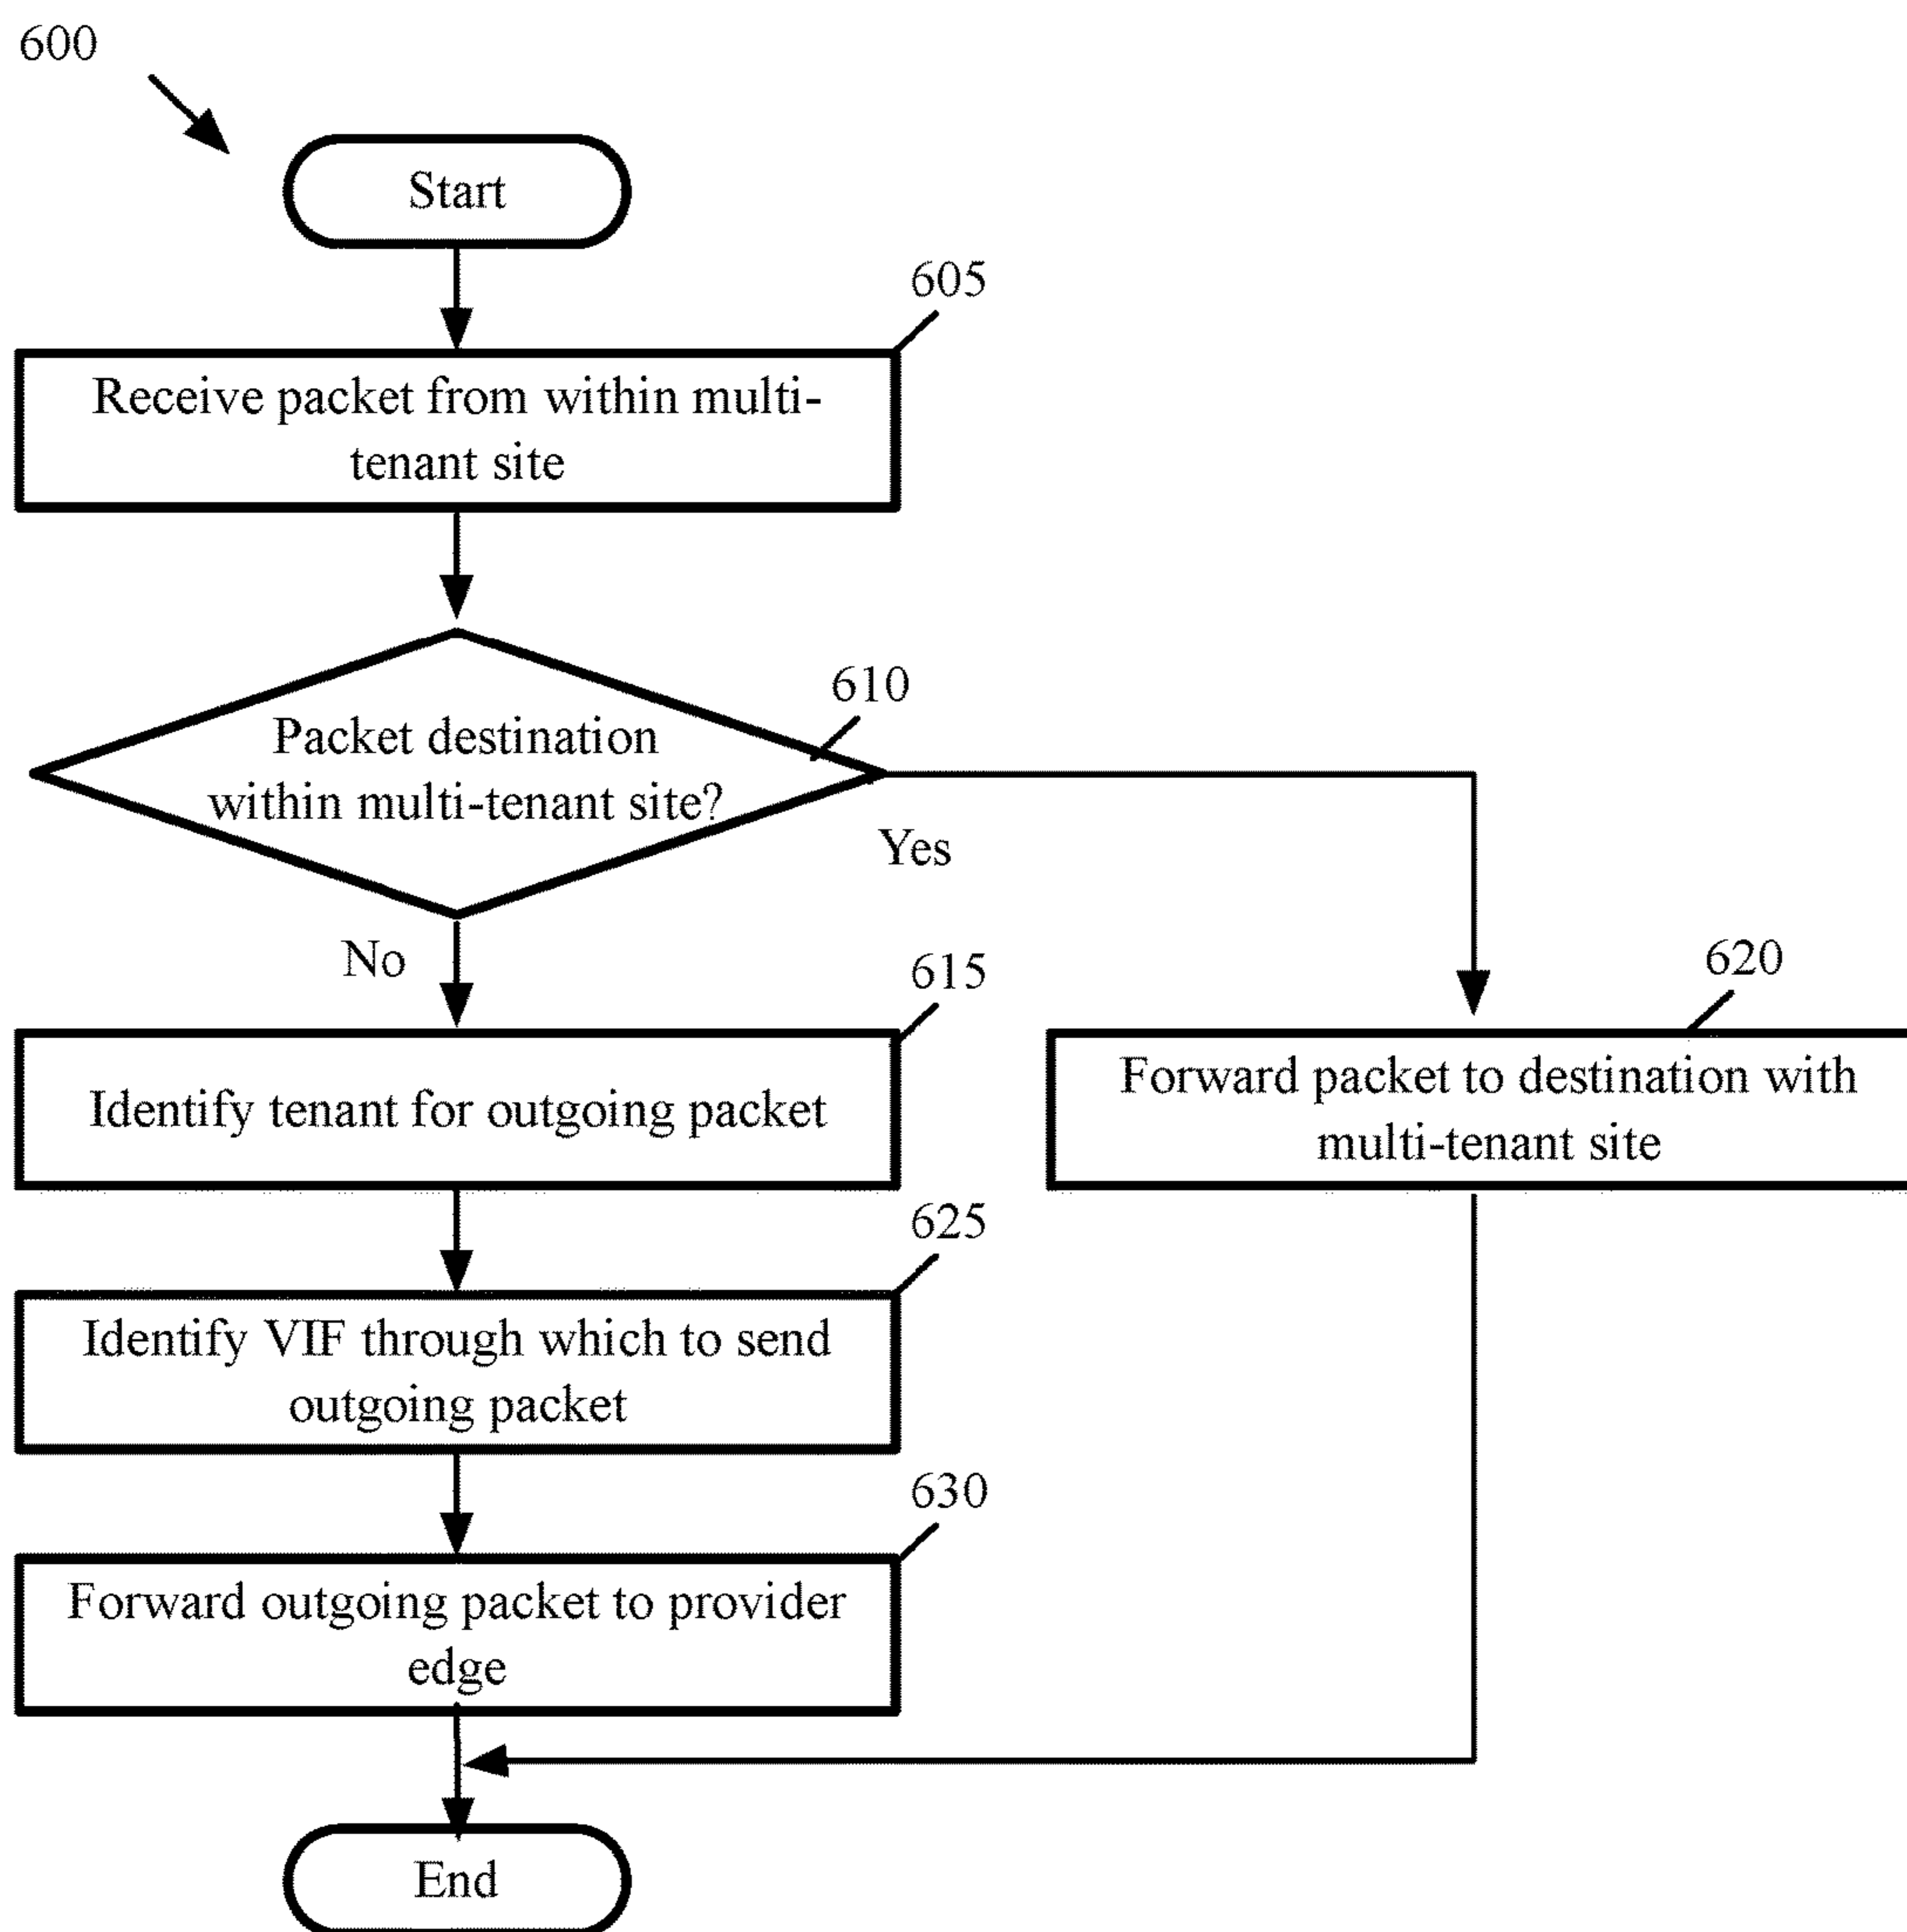 600
Start
605
Receive packet from within multi-
tenant site
610
Packet destination
within multi-tenant site?
Yes
No
615
Identify tenant for outgoing packet
620
Forward packet to destination with
multi-tenant site
625
Identify VIF through which to send
outgoing packet
630
Forward outgoing packet to provider
edge
End